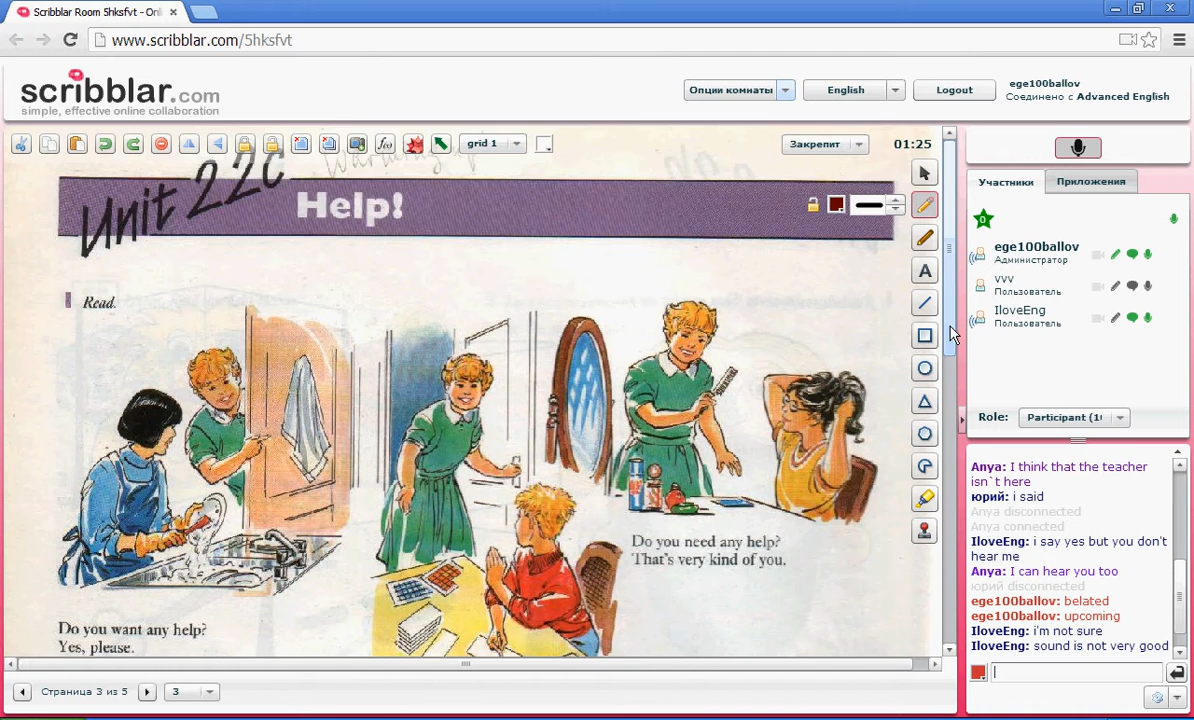 Scribblar Room 5hksfvt - Onl
www.scribblar.com/5hksfvt
scribblar.com
simple, effective online collaboration
Опции комнаты
English
Logout
ege100ballov
Соединено с Advanced English
f(x)
grid 1
Закрепит
01:25
Warming up
Unit 22c
Help!
Read.
Do you want any help?
Yes, please.
Do you need any help?
That's very kind of you.
A
Страница 3 из 5
3
Участники
Приложения
0
ege100ballov
Администратор
vvv
Пользователь
IloveEng
Пользователь
Role:
Participant (1
Anya: I think that the teacher
isn`t here
юрий: i said
Anya disconnected
Anya connected
IloveEng: i say yes but you don't
hear me
Anya: I can hear you too
юрий disconnected
ege100ballov: belated
ege100ballov: upcoming
IloveEng: i'm not sure
IloveEng: sound is not very good